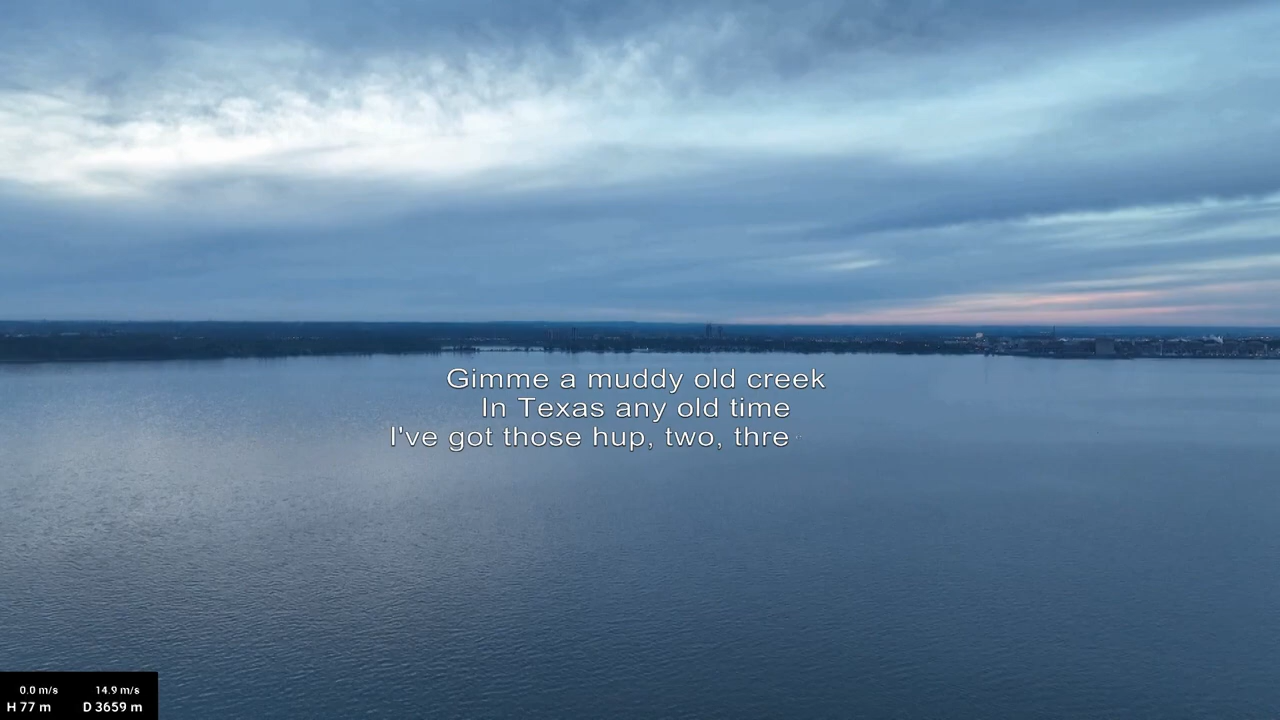 Gimme a muddy old creek
In Texas any old time
I've got those hup, two, thre
0.0 m/s 14.9 m/s
H 77 m D 3659 m